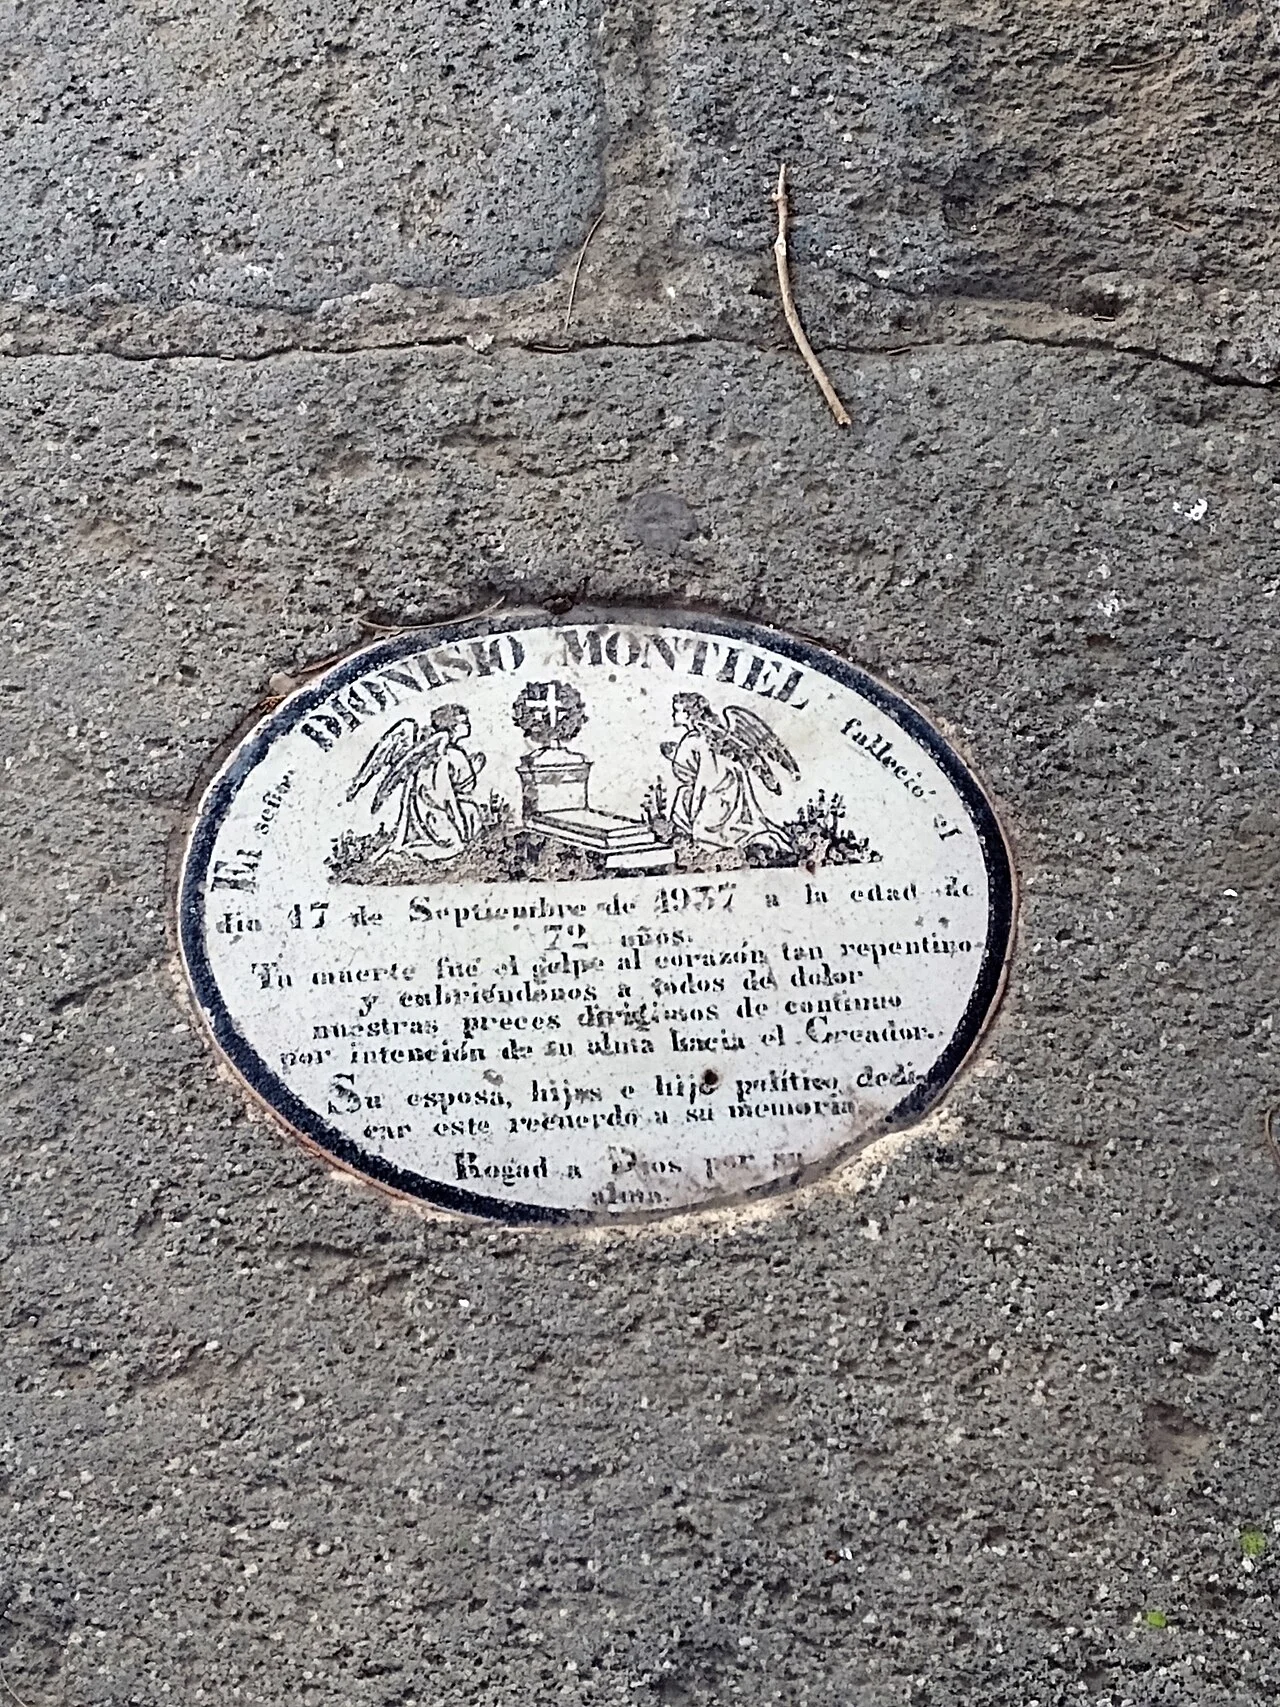 El señor DIONISIO MONTIEL falleció el
dia 17 de Septiembre de 1937 a la edad de
72 años.
Tu muerte fué el golpe al corazón tan repentino
y cubriéndonos a todos de dolor
nuestras preces dirigimos de continuo
por intención de su alma hacia el Creador.
Su esposa, hijas e hijo político dedi-
can este recuerdo a su memoria
Rogad a Dios por su
alma.